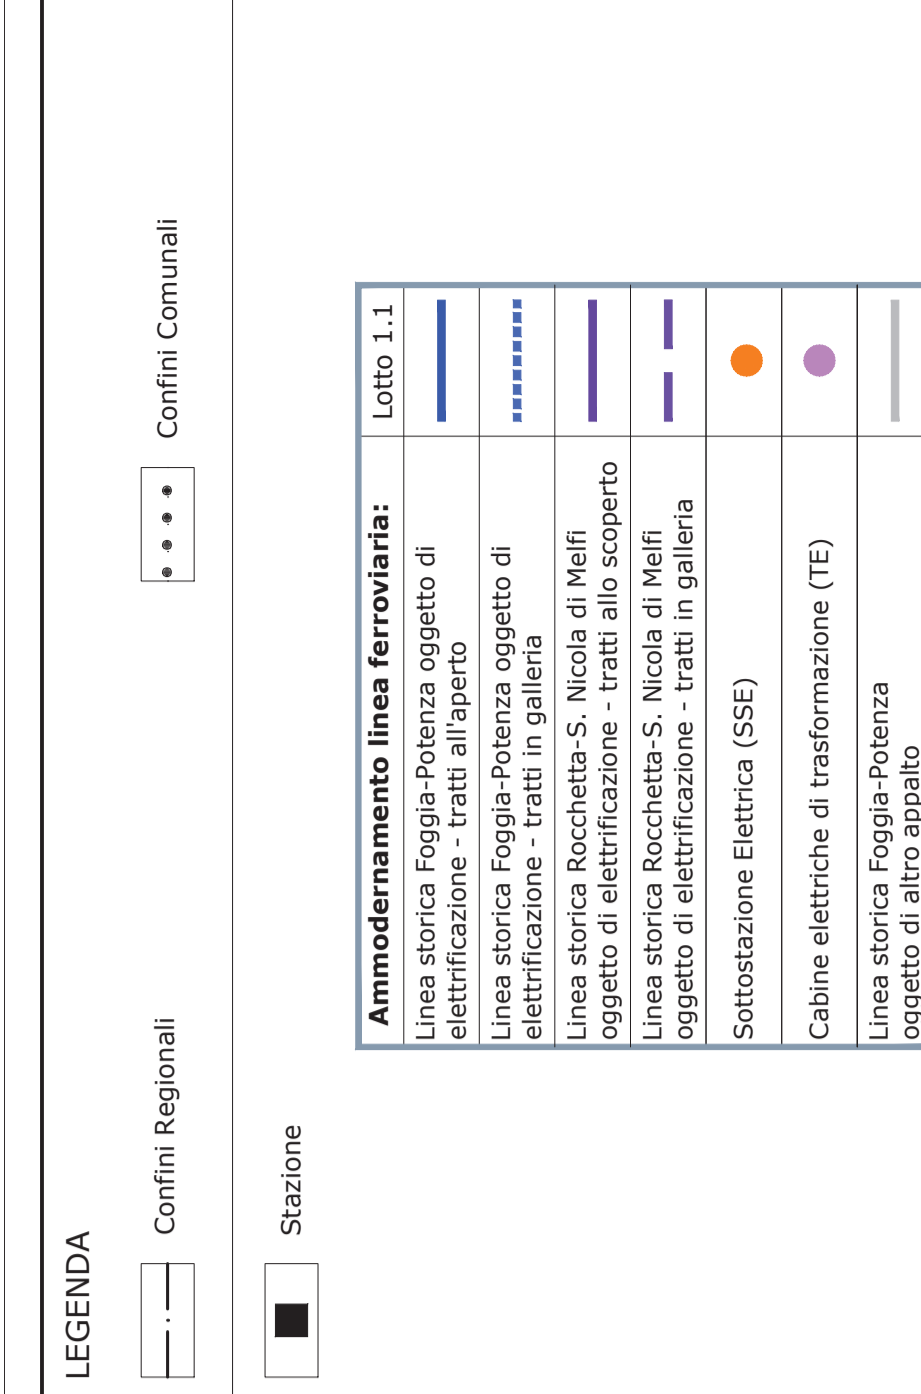 LEGENDA
Confini Regionali
Confini Comunali
Stazione
Ammodernamento linea ferroviaria:
Lotto 1.1
Linea storica Foggia-Potenza oggetto di
elettrificazione - tratti all'aperto
Linea storica Foggia-Potenza oggetto di
elettrificazione - tratti in galleria
Linea storica Rocchetta-S. Nicola di Melfi
oggetto di elettrificazione - tratti allo scoperto
Linea storica Rocchetta-S. Nicola di Melfi
oggetto di elettrificazione - tratti in galleria
Sottostazione Elettrica (SSE)
Cabine elettriche di trasformazione (TE)
Linea storica Foggia-Potenza
oggetto di altro appalto